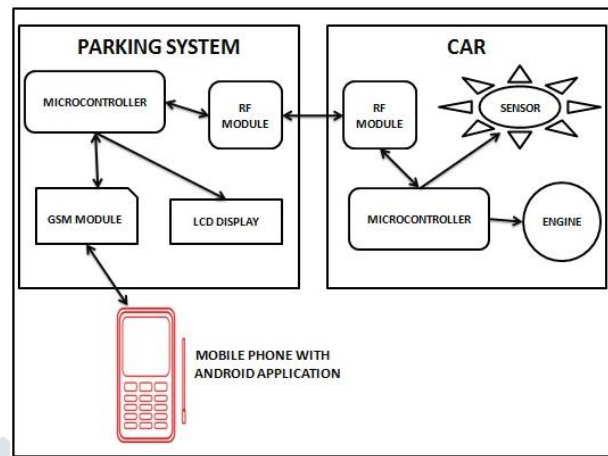 PARKING SYSTEM
MICROCONTROLLER
RF
MODULE
GSM MODULE
LCD DISPLAY
CAR
RF
MODULE
SENSOR
MICROCONTROLLER
ENGINE
MOBILE PHONE WITH
ANDROID APPLICATION